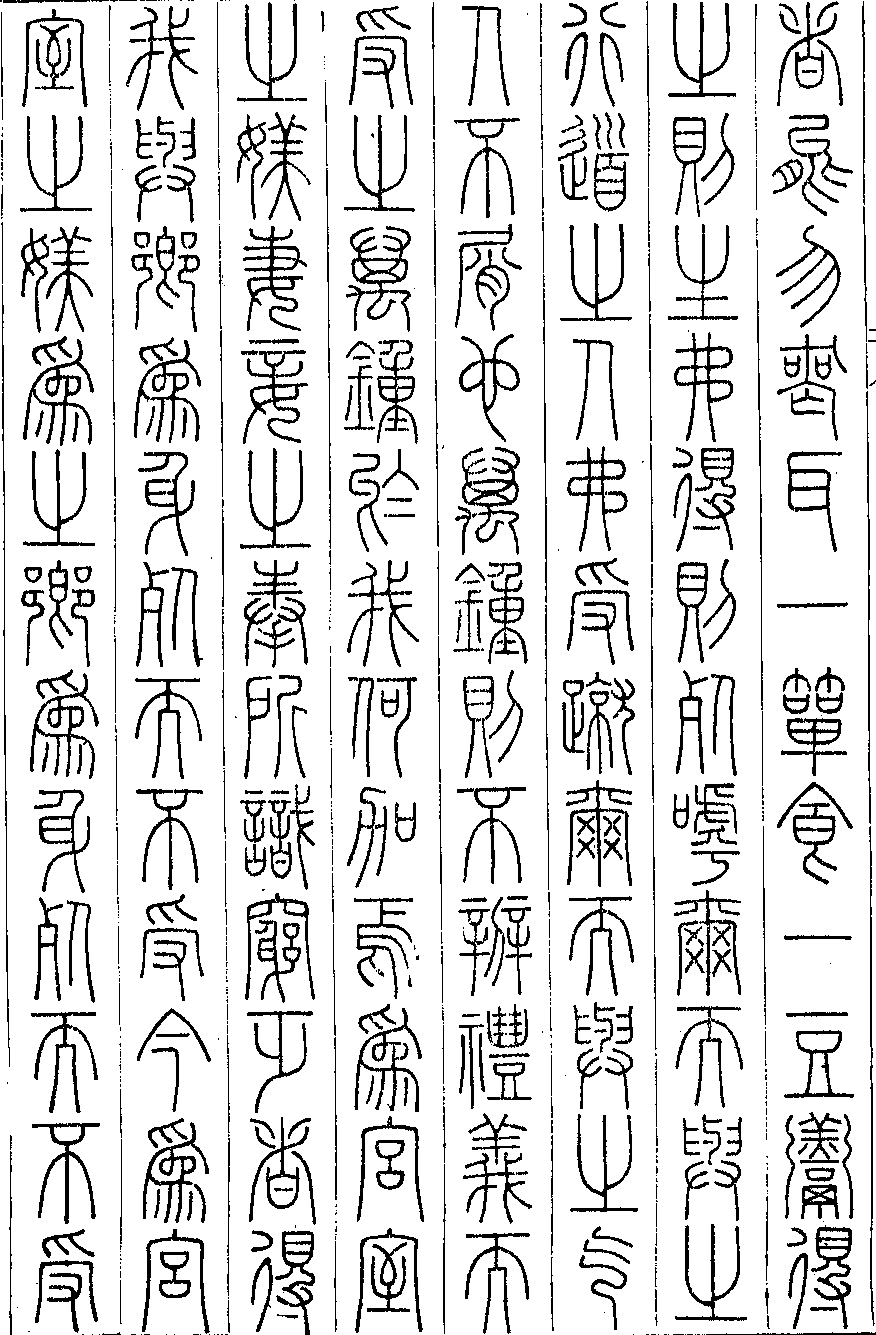 者能勿喪耳一簞食一豆羹得
之則生弗得則死嘑爾而與之
行道之人弗受蹴爾而與之乞
人不屑也萬鍾則不辨禮義而
受之萬鍾於我何加焉為宮室
之媄妻妾之奉所識窮乏者得
我與鄉為身死而不受今為宮
室之媄為之鄉為身死而不受